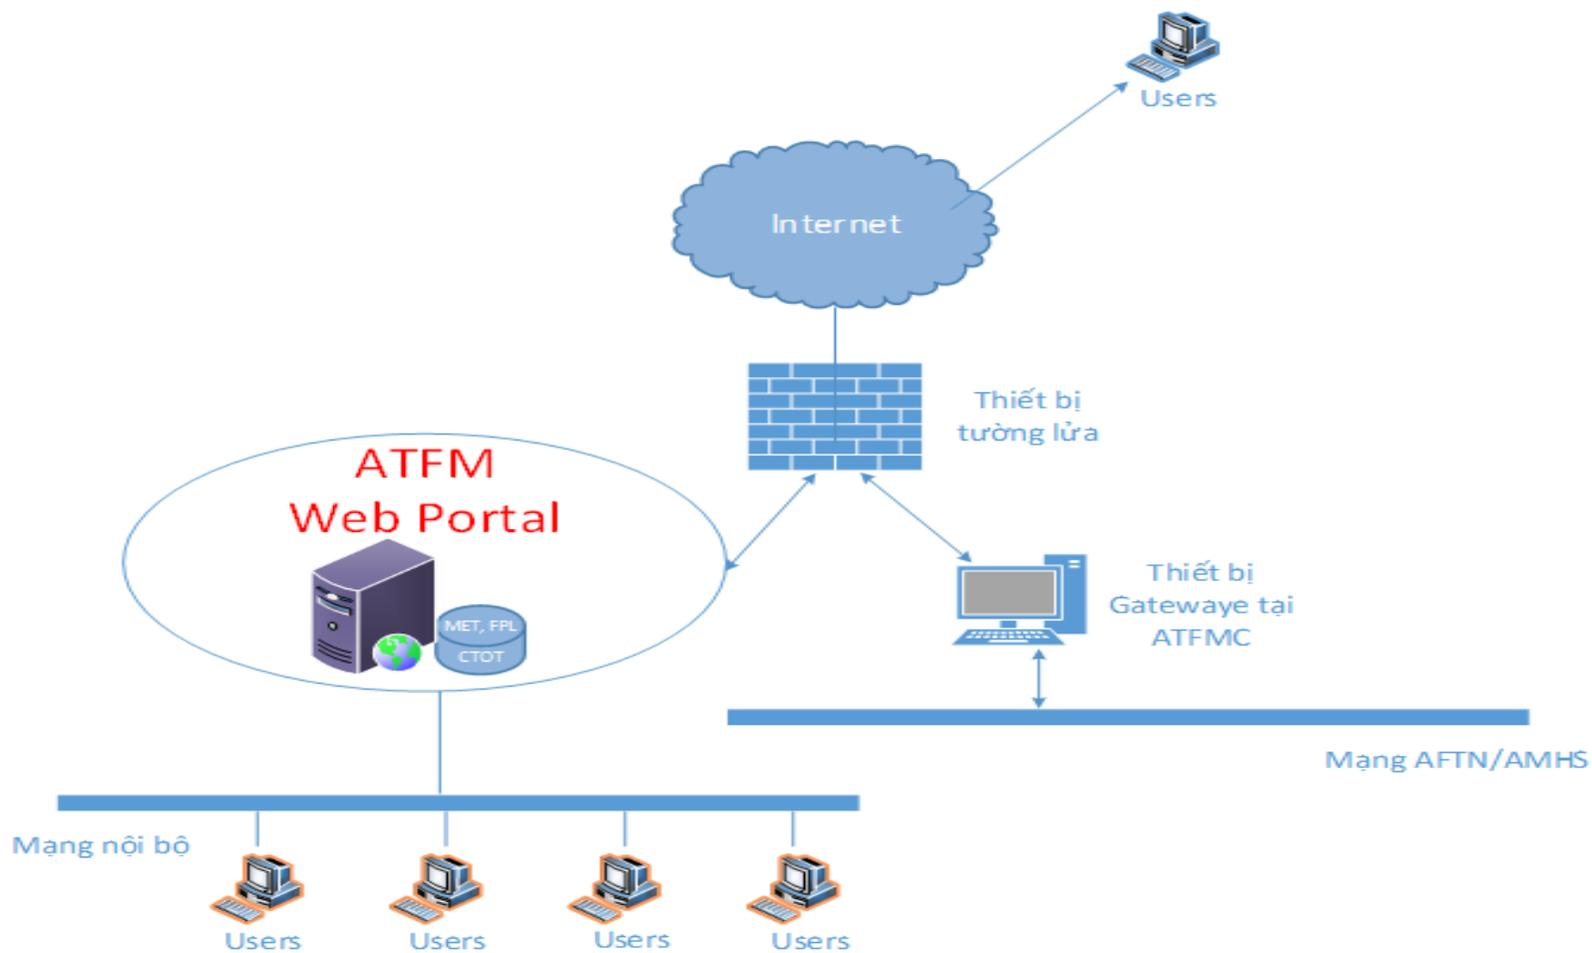 Users
Internet
Thiết bị
tường lửa
ATFM
Web Portal
MET, FPL
CTOT
Thiết bị
Gatewaye tại
ATFMC
Mạng AFTN/AMHS
Mạng nội bộ
Users
Users
Users
Users